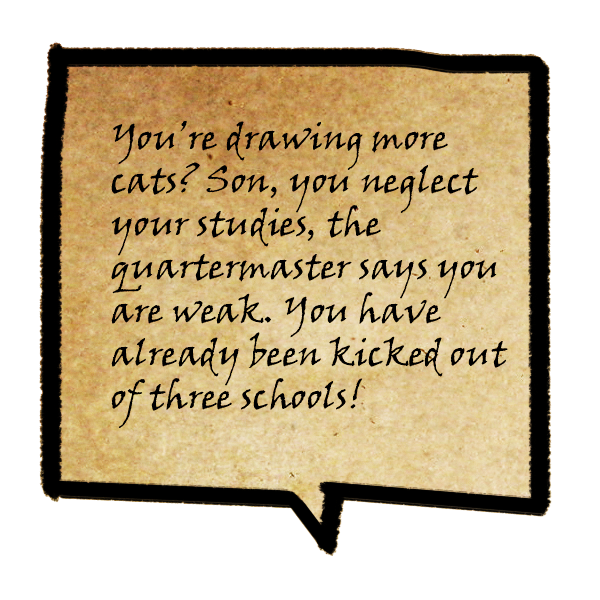 You're drawing more
cats? Son, you neglect
your studies, the
quartermaster says you
are weak. You have
already been kicked out
of three schools!